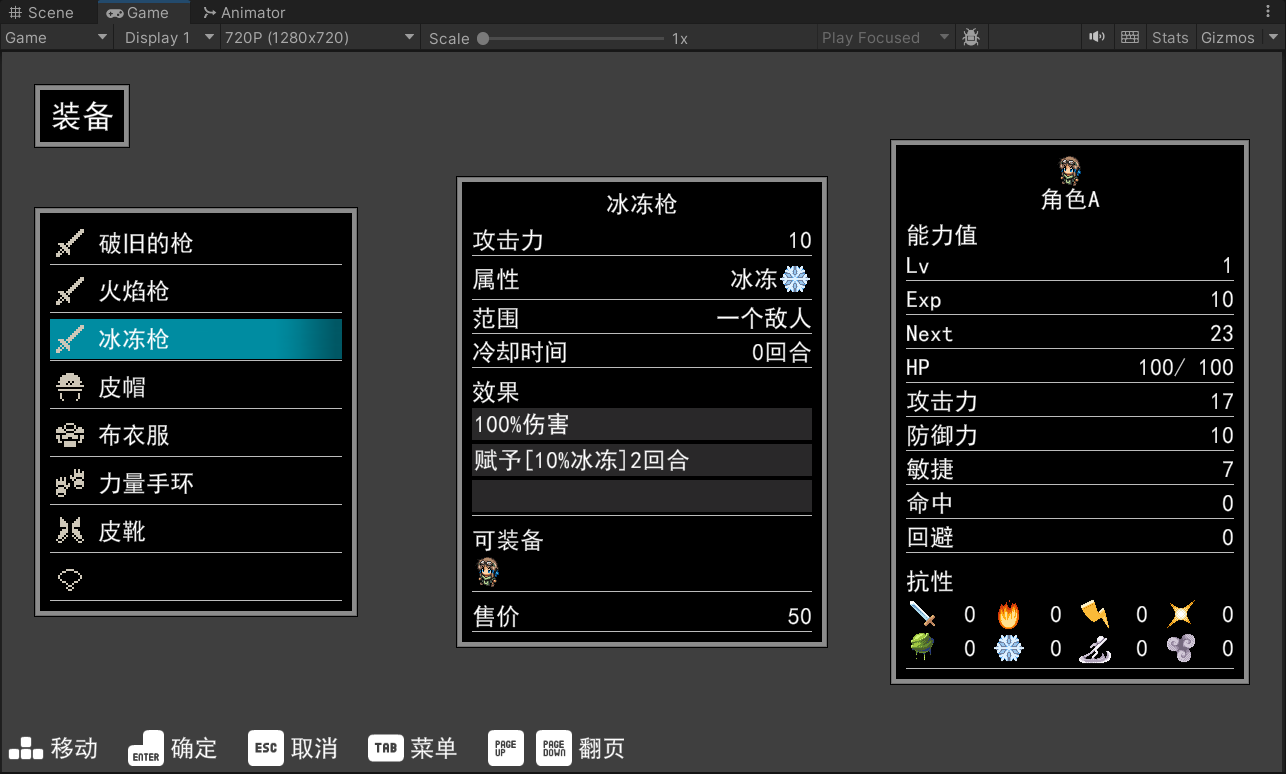 Scene Game Animator
Game Display 1 720P (1280x720) Scale 1x Play Focused Stats Gizmos
装备
破旧的枪
火焰枪
冰冻枪
皮帽
布衣服
力量手环
皮靴
冰冻枪
攻击力 10
属性 冰冻
范围 一个敌人
冷却时间 0回合
效果
100%伤害
赋予[10%冰冻]2回合
可装备
售价 50
角色A
能力值
Lv 1
Exp 10
Next 23
HP 100/ 100
攻击力 17
防御力 10
敏捷 7
命中 0
回避 0
抗性
0 0 0 0
0 0 0 0
移动 ENTER 确定 ESC 取消 TAB 菜单 PAGE UP PAGE DOWN 翻页